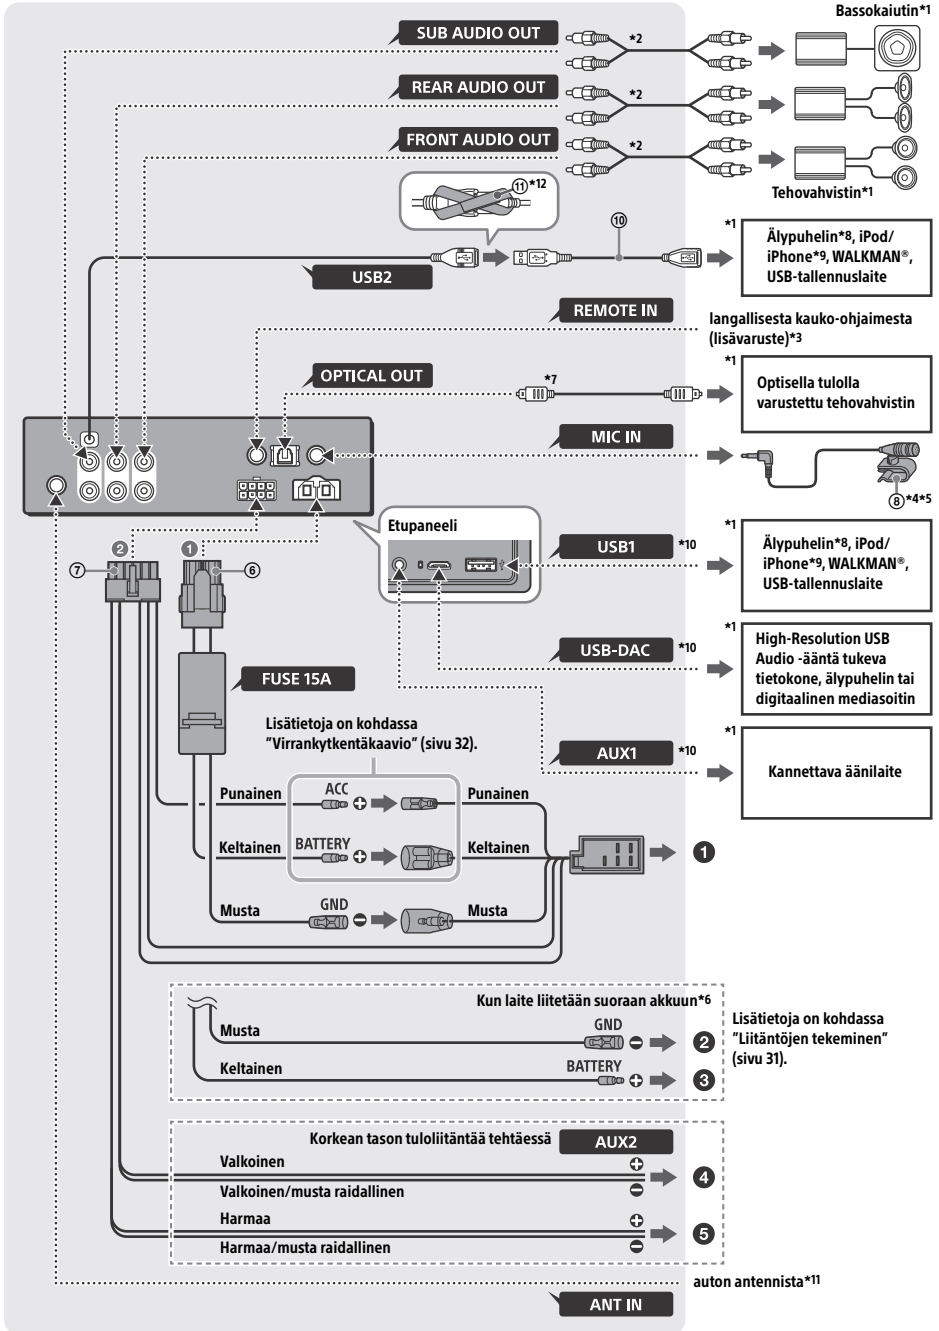 Bassokaiutin*1
SUB AUDIO OUT
*2
REAR AUDIO OUT
*2
FRONT AUDIO OUT
*2
Tehovahvistin*1
⑪*12
⑩
*1
Älypuhelin*8, iPod/
iPhone*9, WALKMAN®,
USB-tallennuslaite
USB2
REMOTE IN
langallisesta kauko-ohjaimesta
(lisävaruste)*3
OPTICAL OUT
*7
*1
Optisella tulolla
varustettu tehovahvistin
MIC IN
⑧*4*5
Etupaneeli
USB1
*10
*1
Älypuhelin*8, iPod/
iPhone*9, WALKMAN®,
USB-tallennuslaite
⑦
❷
❶
⑥
USB-DAC
*10
*1
High-Resolution USB
Audio -ääntä tukeva
tietokone, älypuhelin tai
digitaalinen mediasoitin
FUSE 15A
Lisätietoja on kohdassa
"Virrankytkentäkaavio" (sivu 32).
AUX1
*10
*1
Kannettava äänilaite
Punainen
ACC
Punainen
Keltainen
BATTERY
Keltainen
❶
Musta
GND
Musta
Kun laite liitetään suoraan akkuun*6
Musta
GND
❷
Keltainen
BATTERY
❸
Lisätietoja on kohdassa
"Liitäntöjen tekeminen"
(sivu 31).
Korkean tason tuloliitäntää tehtäessä
AUX2
Valkoinen
❹
Valkoinen/musta raidallinen
Harmaa
❺
Harmaa/musta raidallinen
auton antennista*11
ANT IN